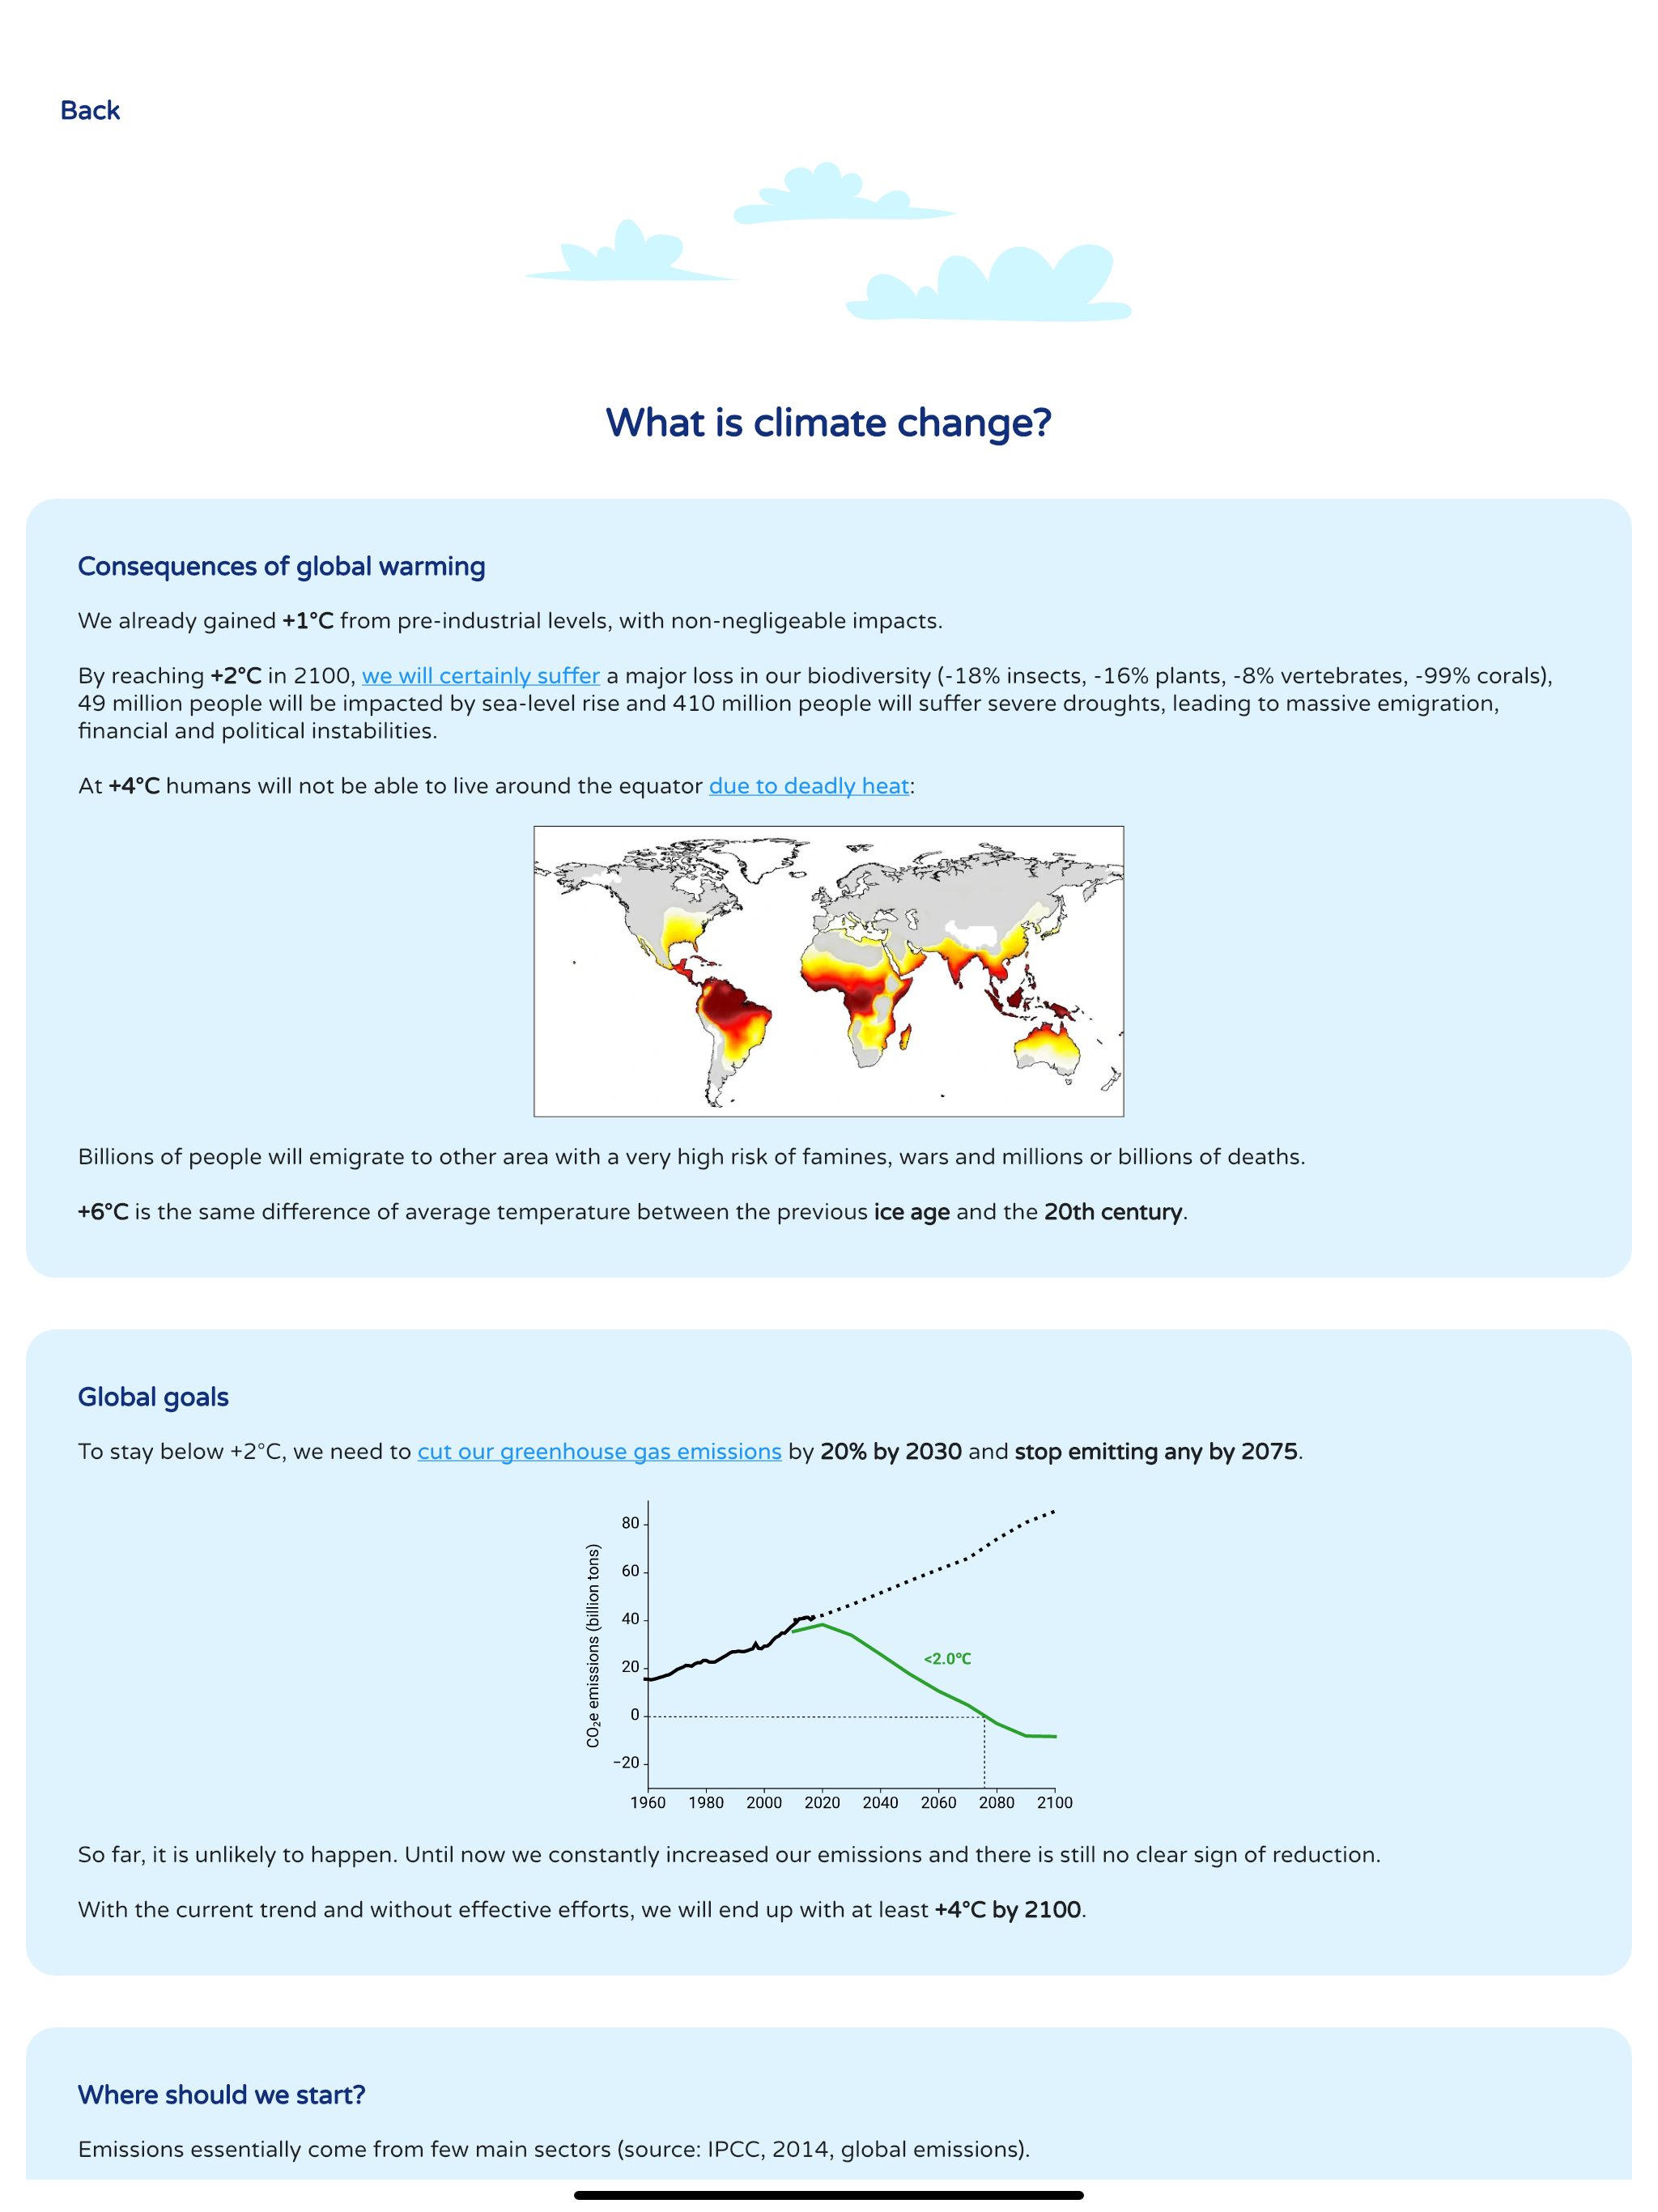 Back
What is climate change?
Consequences of global warming
We already gained +1°C from pre-industrial levels, with non-negligeable impacts.
By reaching +2°C in 2100, we will certainly suffer a major loss in our biodiversity (-18% insects, -16% plants, -8% vertebrates, -99% corals),
49 million people will be impacted by sea-level rise and 410 million people will suffer severe droughts, leading to massive emigration,
financial and political instabilities.
At +4°C humans will not be able to live around the equator due to deadly heat:
Billions of people will emigrate to other area with a very high risk of famines, wars and millions or billions of deaths.
+6°C is the same difference of average temperature between the previous ice age and the 20th century.
Global goals
To stay below +2°C, we need to cut our greenhouse gas emissions by 20% by 2030 and stop emitting any by 2075.
CO₂e emissions (billion tons)
80
60
40
20
0
−20
<2.0°C
1960 1980 2000 2020 2040 2060 2080 2100
So far, it is unlikely to happen. Until now we constantly increased our emissions and there is still no clear sign of reduction.
With the current trend and without effective efforts, we will end up with at least +4°C by 2100.
Where should we start?
Emissions essentially come from few main sectors (source: IPCC, 2014, global emissions).